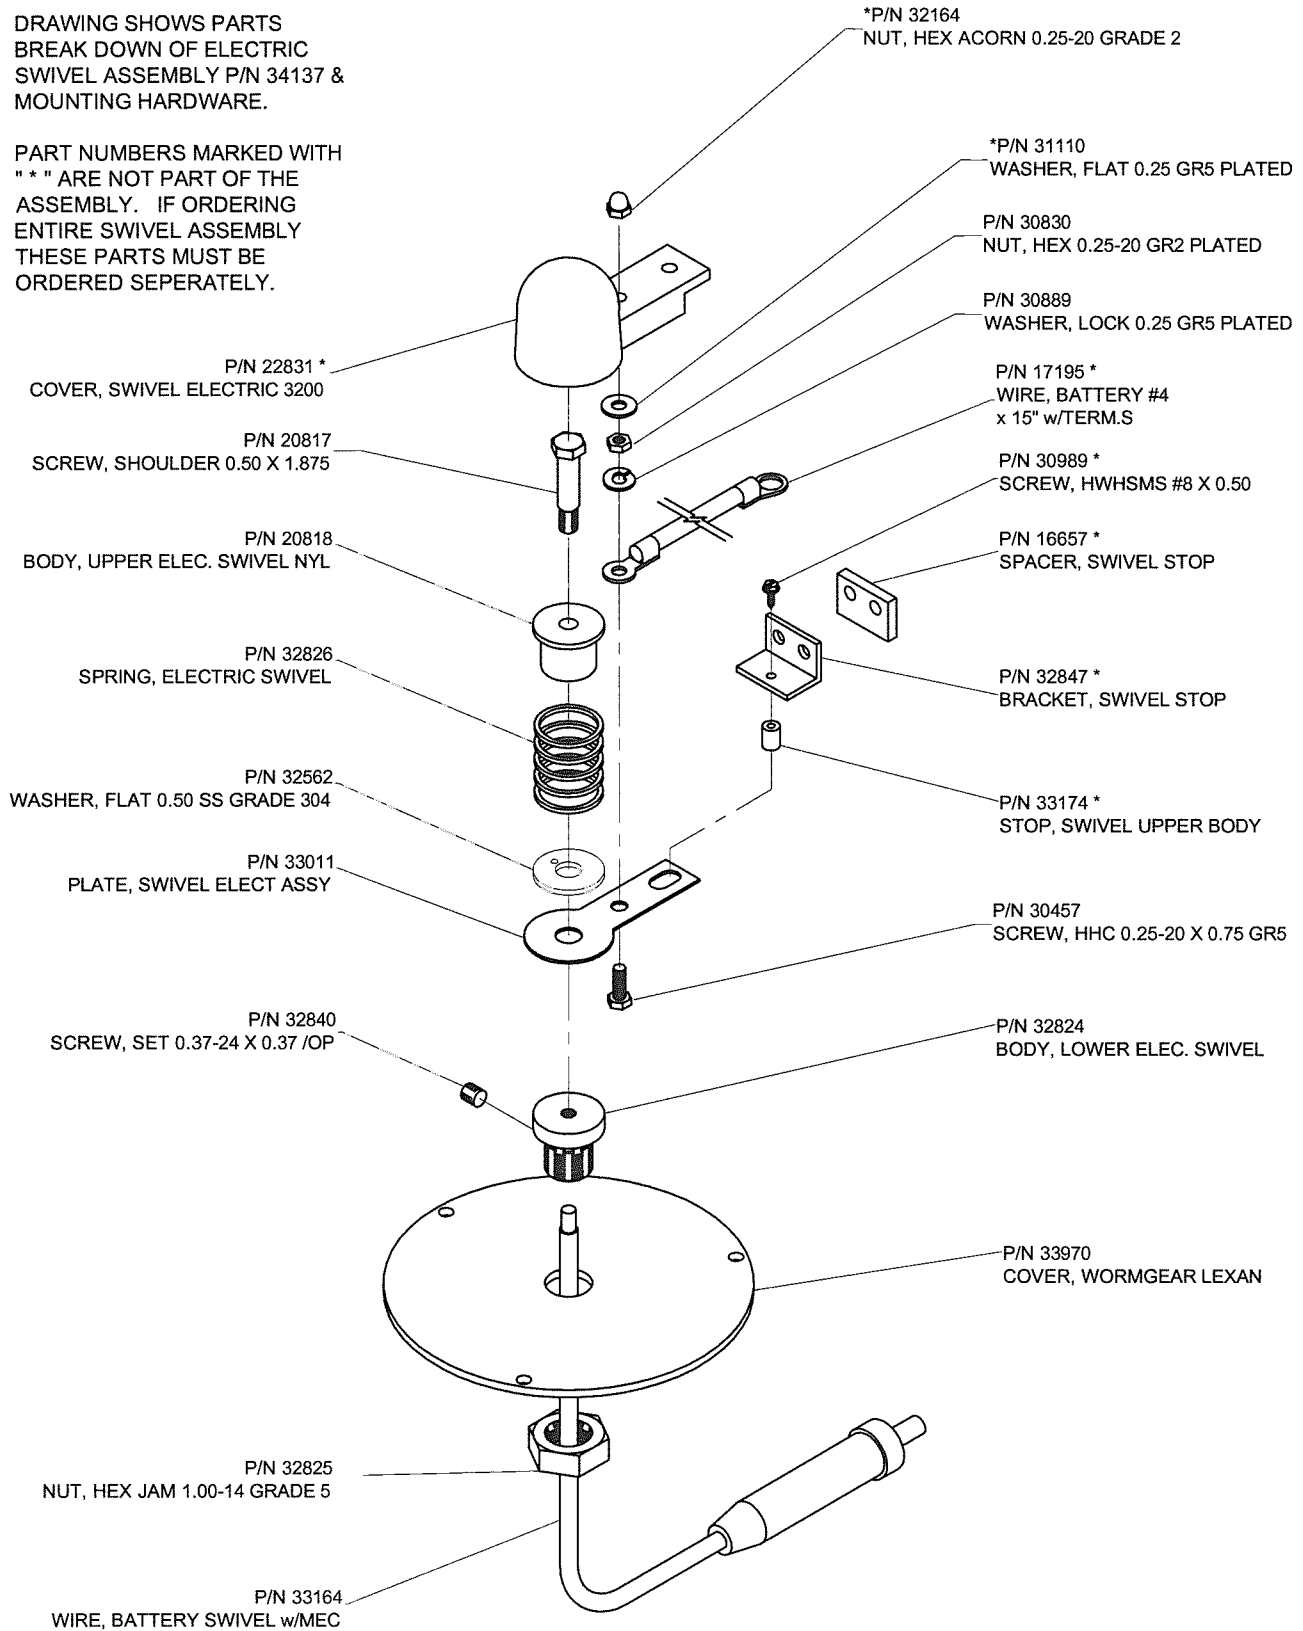 DRAWING SHOWS PARTS
BREAK DOWN OF ELECTRIC
SWIVEL ASSEMBLY P/N 34137 &
MOUNTING HARDWARE.
PART NUMBERS MARKED WITH
" * " ARE NOT PART OF THE
ASSEMBLY. IF ORDERING
ENTIRE SWIVEL ASSEMBLY
THESE PARTS MUST BE
ORDERED SEPERATELY.
P/N 22831 *
COVER, SWIVEL ELECTRIC 3200
P/N 20817
SCREW, SHOULDER 0.50 X 1.875
P/N 20818
BODY, UPPER ELEC. SWIVEL NYL
P/N 32826
SPRING, ELECTRIC SWIVEL
P/N 32562
WASHER, FLAT 0.50 SS GRADE 304
P/N 33011
PLATE, SWIVEL ELECT ASSY
P/N 32840
SCREW, SET 0.37-24 X 0.37 /OP
P/N 32825
NUT, HEX JAM 1.00-14 GRADE 5
P/N 33164
WIRE, BATTERY SWIVEL w/MEC
*P/N 32164
NUT, HEX ACORN 0.25-20 GRADE 2
*P/N 31110
WASHER, FLAT 0.25 GR5 PLATED
P/N 30830
NUT, HEX 0.25-20 GR2 PLATED
P/N 30889
WASHER, LOCK 0.25 GR5 PLATED
P/N 17195 *
WIRE, BATTERY #4
x 15" w/TERM.S
P/N 30989 *
SCREW, HWHSMS #8 X 0.50
P/N 16657 *
SPACER, SWIVEL STOP
P/N 32847 *
BRACKET, SWIVEL STOP
P/N 33174 *
STOP, SWIVEL UPPER BODY
P/N 30457
SCREW, HHC 0.25-20 X 0.75 GR5
P/N 32824
BODY, LOWER ELEC. SWIVEL
P/N 33970
COVER, WORMGEAR LEXAN